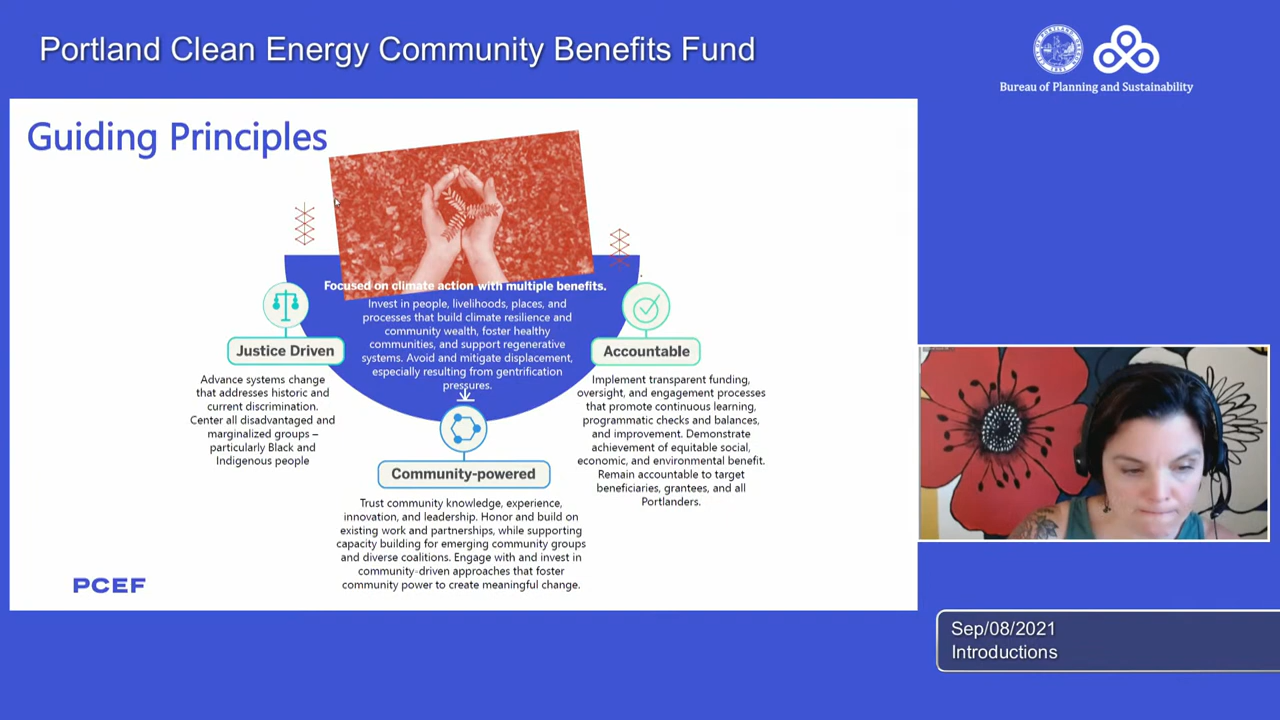 Portland Clean Energy Community Benefits Fund
Bureau of Planning and Sustainability
Guiding Principles
Focused on climate action with multiple benefits.
Invest in people, livelihoods, places, and
processes that build climate resilience and
community wealth, foster healthy
communities, and support regenerative
systems. Avoid and mitigate displacement,
especially resulting from gentrification
pressures.
Justice Driven
Advance systems change
that addresses historic and
current discrimination.
Center all disadvantaged and
marginalized groups –
particularly Black and
Indigenous people
Community-powered
Trust community knowledge, experience,
innovation, and leadership. Honor and build on
existing work and partnerships, while supporting
capacity building for emerging community groups
and diverse coalitions. Engage with and invest in
community-driven approaches that foster
community power to create meaningful change.
Accountable
Implement transparent funding,
oversight, and engagement processes
that promote continuous learning,
programmatic checks and balances,
and improvement. Demonstrate
achievement of equitable social,
economic, and environmental benefit.
Remain accountable to target
beneficiaries, grantees, and all
Portlanders.
PCEF
Sep/08/2021
Introductions